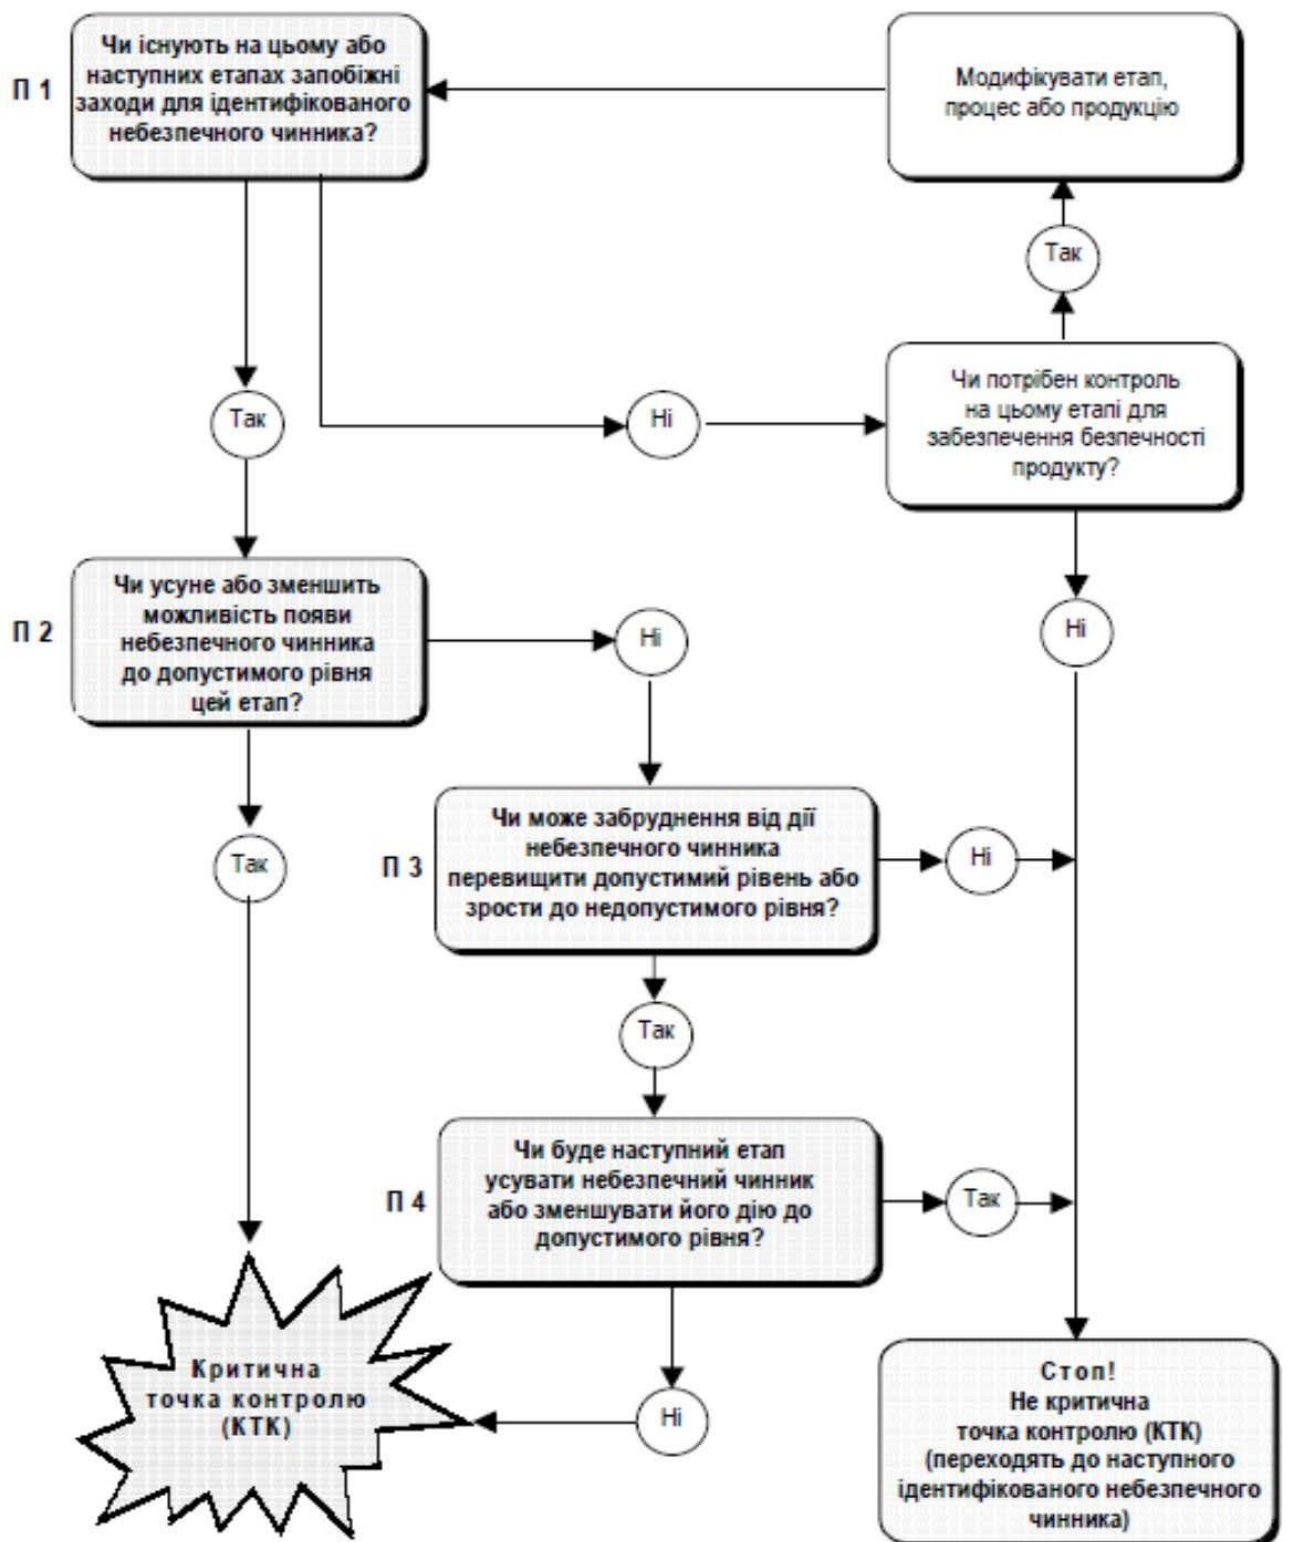 П 1
Чи існують на цьому або
наступних етапах запобіжні
заходи для ідентифікованого
небезпечного чинника?
Модифікувати етап,
процес або продукцію
Так
Чи потрібен контроль
на цьому етапі для
забезпечення безпечності
продукту?
Так
Ні
Ні
П 2
Чи усуне або зменшить
можливість появи
небезпечного чинника
до допустимого рівня
цей етап?
Ні
Так
П 3
Чи може забруднення від дії
небезпечного чинника
перевищити допустимий рівень або
зрости до недопустимого рівня?
Ні
Так
П 4
Чи буде наступний етап
усувати небезпечний чинник
або зменшувати його дію до
допустимого рівня?
Так
Ні
Критична
точка контролю
(КТК)
Стоп!
Не критична
точка контролю (КТК)
(переходять до наступного
ідентифікованого небезпечного
чинника)